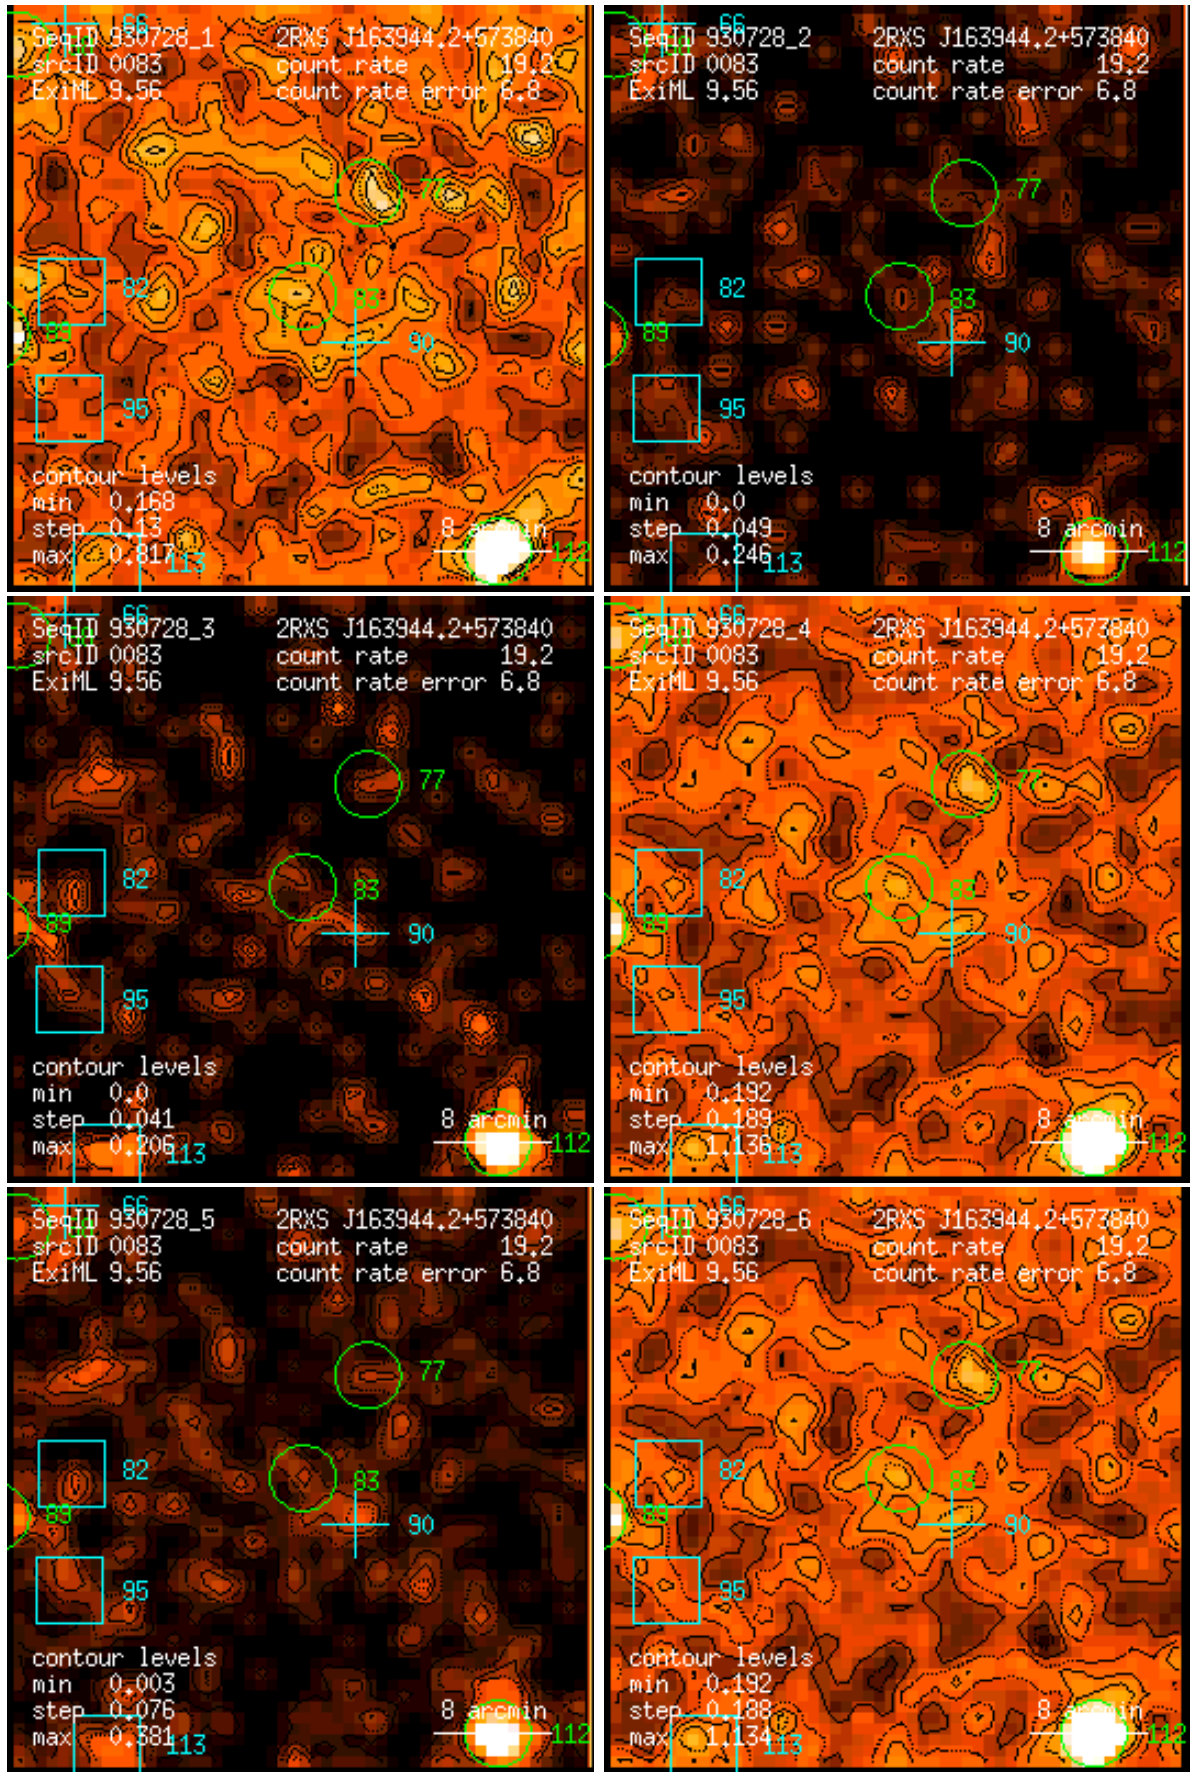 66
SeqID 930728_1 2RXS J163944.2+573840
srcID 0083 count rate 19.2
ExiML 9.56 count rate error 6.8
77
82
83
89
90
95
contour levels
min 0.168
step 0.13 8 arcmin
max 0.817
113
112
66
SeqID 930728_2 2RXS J163944.2+573840
srcID 0083 count rate 19.2
ExiML 9.56 count rate error 6.8
77
82
83
89
90
95
contour levels
min 0.0
step 0.049 8 arcmin
max 0.246
113
112
66
SeqID 930728_3 2RXS J163944.2+573840
srcID 0083 count rate 19.2
ExiML 9.56 count rate error 6.8
77
82
83
89
90
95
contour levels
min 0.0
step 0.041 8 arcmin
max 0.206
113
112
66
SeqID 930728_4 2RXS J163944.2+573840
srcID 0083 count rate 19.2
ExiML 9.56 count rate error 6.8
77
82
83
89
90
95
contour levels
min 0.192
step 0.189 8 arcmin
max 1.136
113
112
66
SeqID 930728_5 2RXS J163944.2+573840
srcID 0083 count rate 19.2
ExiML 9.56 count rate error 6.8
77
82
83
89
90
95
contour levels
min 0.003
step 0.076 8 arcmin
max 0.381
113
112
66
SeqID 930728_6 2RXS J163944.2+573840
srcID 0083 count rate 19.2
ExiML 9.56 count rate error 6.8
77
82
83
89
90
95
contour levels
min 0.192
step 0.188 8 arcmin
max 1.134
113
112